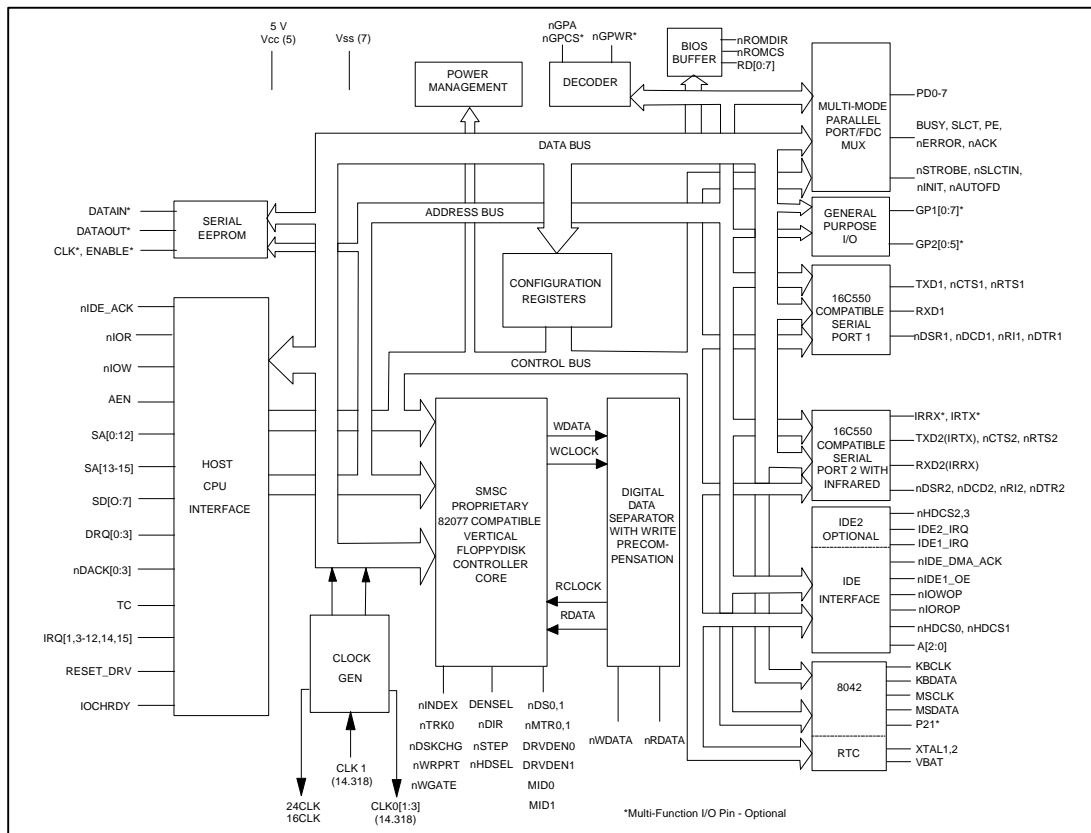 5 V
Vcc (5)
Vss (7)
nGPA
nGPCS*
nGPWR*
DECODER
BIOS
BUFFER
nROMDIR
nROMCS
RD[0:7]
POWER
MANAGEMENT
MULTI-MODE
PARALLEL
PORT/FDC
MUX
PD0-7
BUSY, SLCT, PE,
nERROR, nACK
nSTROBE, nSLCTIN,
nINIT, nAUTOFD
DATA BUS
ADDRESS BUS
DATAIN*
DATAOUT*
CLK*, ENABLE*
SERIAL
EEPROM
GENERAL
PURPOSE
I/O
GP1[0:7]*
GP2[0:5]*
CONFIGURATION
REGISTERS
16C550
COMPATIBLE
SERIAL
PORT 1
TXD1, nCTS1, nRTS1
RXD1
nDSR1, nDCD1, nRI1, nDTR1
CONTROL BUS
nIDE_ACK
nIOR
nIOW
AEN
SA[0:12]
SA[13-15]
SD[O:7]
DRQ[0:3]
nDACK[0:3]
TC
IRQ[1,3-12,14,15]
RESET_DRV
IOCHRDY
HOST
CPU
INTERFACE
SMSC
PROPRIETARY
82077 COMPATIBLE
VERTICAL
FLOPPYDISK
CONTROLLER
CORE
WDATA
WCLOCK
RCLOCK
RDATA
DIGITAL
DATA
SEPARATOR
WITH WRITE
PRECOM-
PENSATION
16C550
COMPATIBLE
SERIAL
PORT 2 WITH
INFRARED
IRRX*, IRTX*
TXD2(IRTX), nCTS2, nRTS2
RXD2(IRRX)
nDSR2, nDCD2, nRI2, nDTR2
IDE2
OPTIONAL
IDE
INTERFACE
nHDCS2,3
IDE2_IRQ
IDE1_IRQ
nIDE_DMA_ACK
nIDE1_OE
nIOWOP
nIOROP
nHDCS0, nHDCS1
A[2:0]
8042
RTC
KBCLK
KBDATA
MSCLK
MSDATA
P21*
XTAL1,2
VBAT
CLOCK
GEN
24CLK
16CLK
CLK 1
(14.318)
CLK0[1:3]
(14.318)
nINDEX
nTRK0
nDSKCHG
nWRPRT
nWGATE
DENSEL
nDIR
nSTEP
nHDSEL
nDS0,1
nMTR0,1
DRVDEN0
DRVDEN1
MID0
MID1
nWDATA
nRDATA
*Multi-Function I/O Pin - Optional